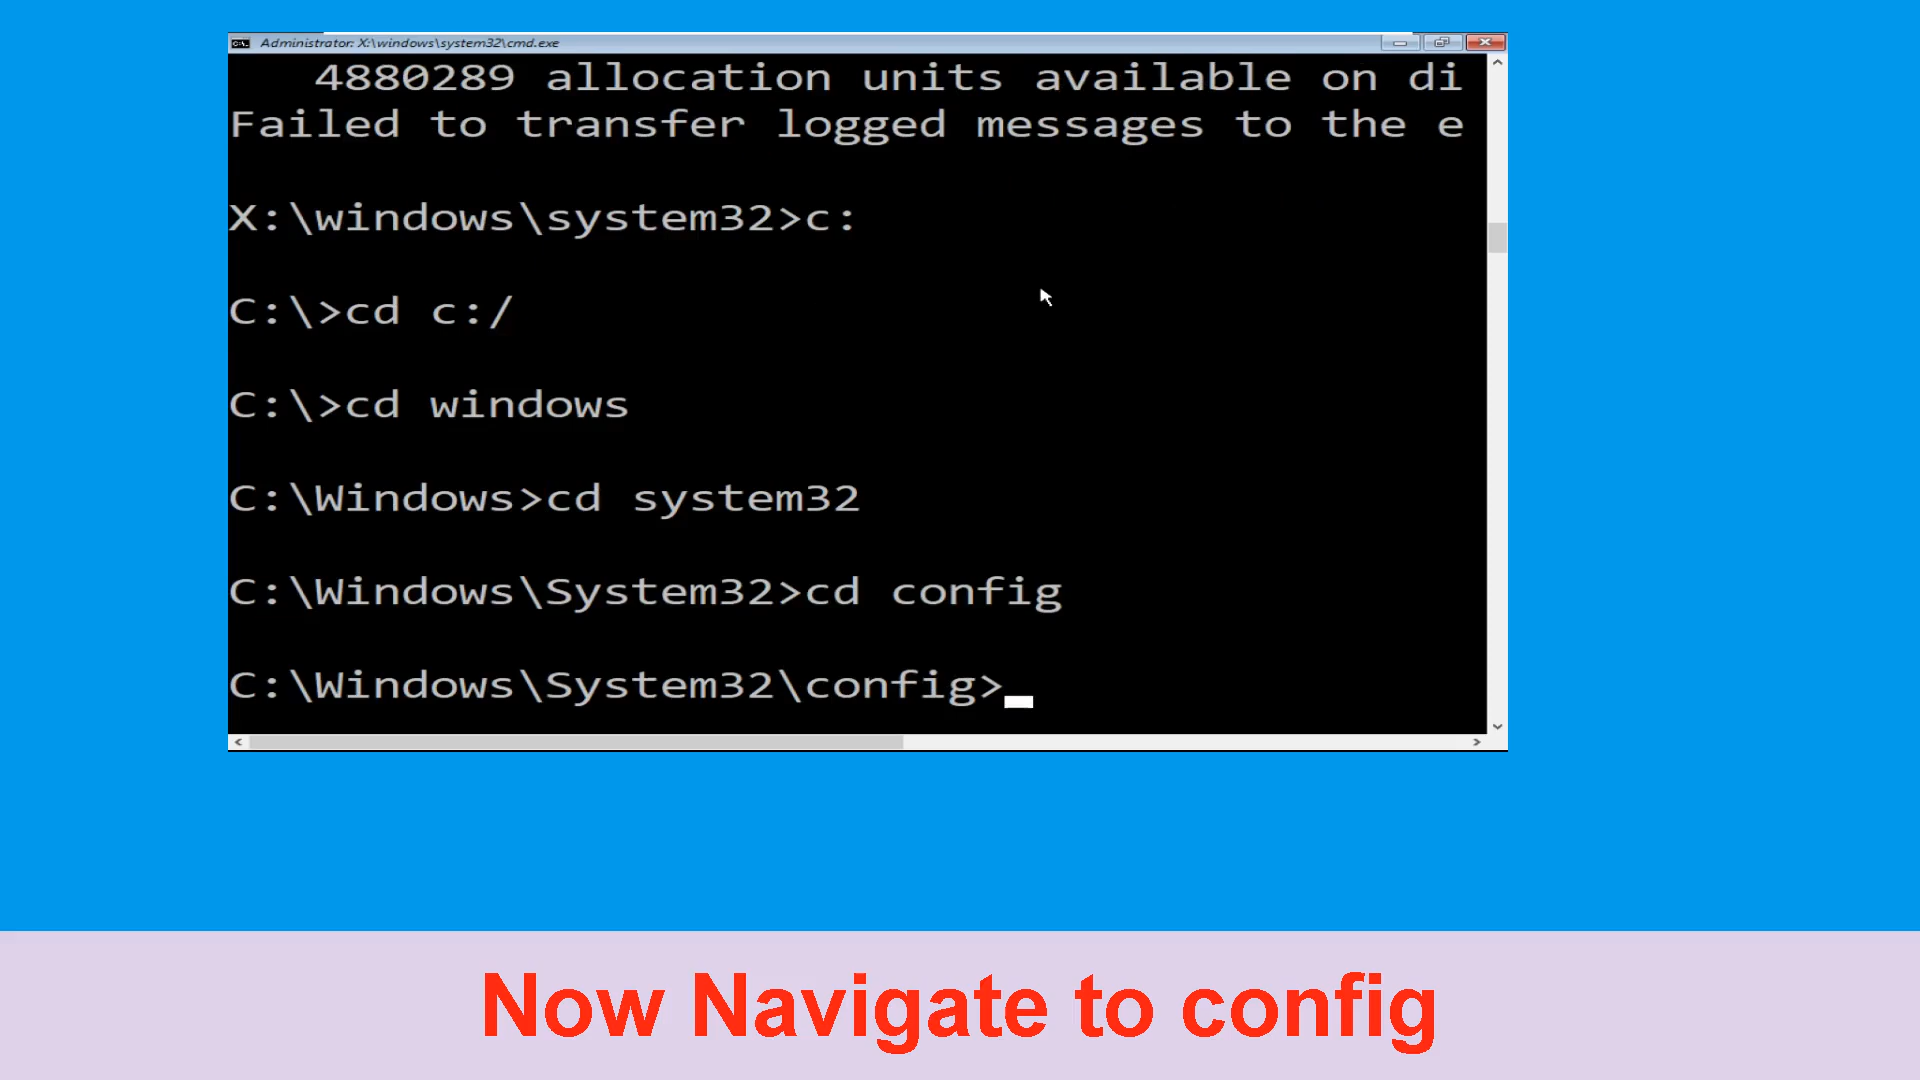 Administrator: X:\windows\system32\cmd.exe
4880289 allocation units available on di
Failed to transfer logged messages to the e
X:\windows\system32>c:
C:\>cd c:/
C:\>cd windows
C:\Windows>cd system32
C:\Windows\System32>cd config
C:\Windows\System32\config>_
Now Navigate to config